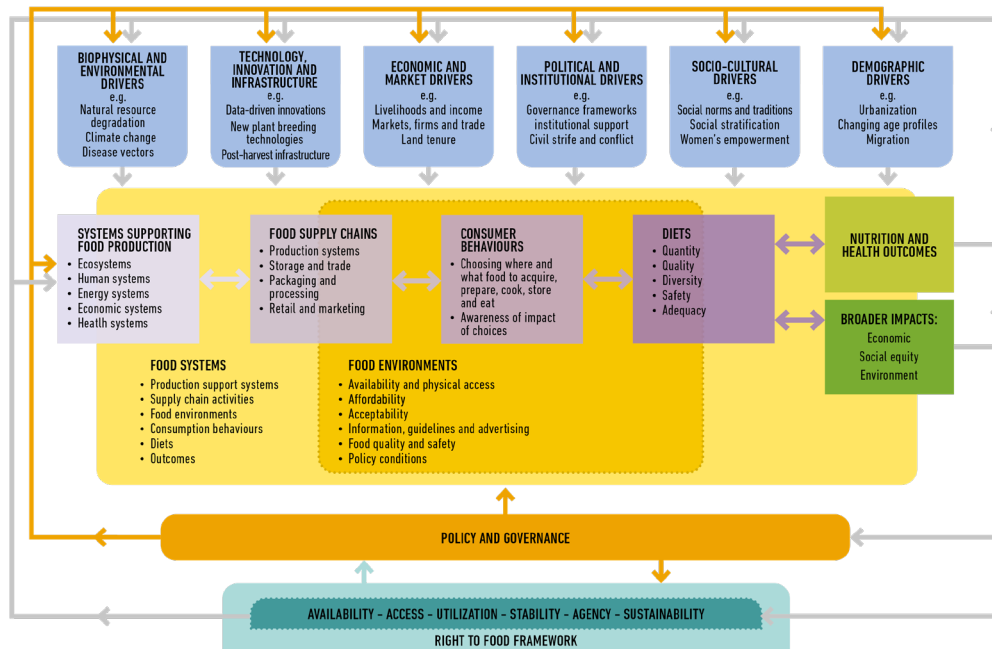 BIOPHYSICAL AND
ENVIRONMENTAL
DRIVERS
e.g.
Natural resource
degradation
Climate change
Disease vectors
TECHNOLOGY,
INNOVATION AND
INFRASTRUCTURE
e.g.
Data-driven innovations
New plant breeding
technologies
Post-harvest infrastructure
ECONOMIC AND
MARKET DRIVERS
e.g.
Livelihoods and income
Markets, firms and trade
Land tenure
POLITICAL AND
INSTITUTIONAL DRIVERS
e.g.
Governance frameworks
institutional support
Civil strife and conflict
SOCIO-CULTURAL
DRIVERS
e.g.
Social norms and traditions
Social stratification
Women's empowerment
DEMOGRAPHIC
DRIVERS
e.g.
Urbanization
Changing age profiles
Migration
SYSTEMS SUPPORTING
FOOD PRODUCTION
• Ecosystems
• Human systems
• Energy systems
• Economic systems
• Health systems
FOOD SUPPLY CHAINS
• Production systems
• Storage and trade
• Packaging and
processing
• Retail and marketing
CONSUMER
BEHAVIOURS
• Choosing where and
what food to acquire,
prepare, cook, store
and eat
• Awareness of impact
of choices
DIETS
• Quantity
• Quality
• Diversity
• Safety
• Adequacy
NUTRITION AND
HEALTH OUTCOMES
BROADER IMPACTS:
Economic
Social equity
Environment
FOOD SYSTEMS
• Production support systems
• Supply chain activities
• Food environments
• Consumption behaviours
• Diets
• Outcomes
FOOD ENVIRONMENTS
• Availability and physical access
• Affordability
• Acceptability
• Information, guidelines and advertising
• Food quality and safety
• Policy conditions
POLICY AND GOVERNANCE
AVAILABILITY – ACCESS – UTILIZATION – STABILITY – AGENCY – SUSTAINABILITY
RIGHT TO FOOD FRAMEWORK